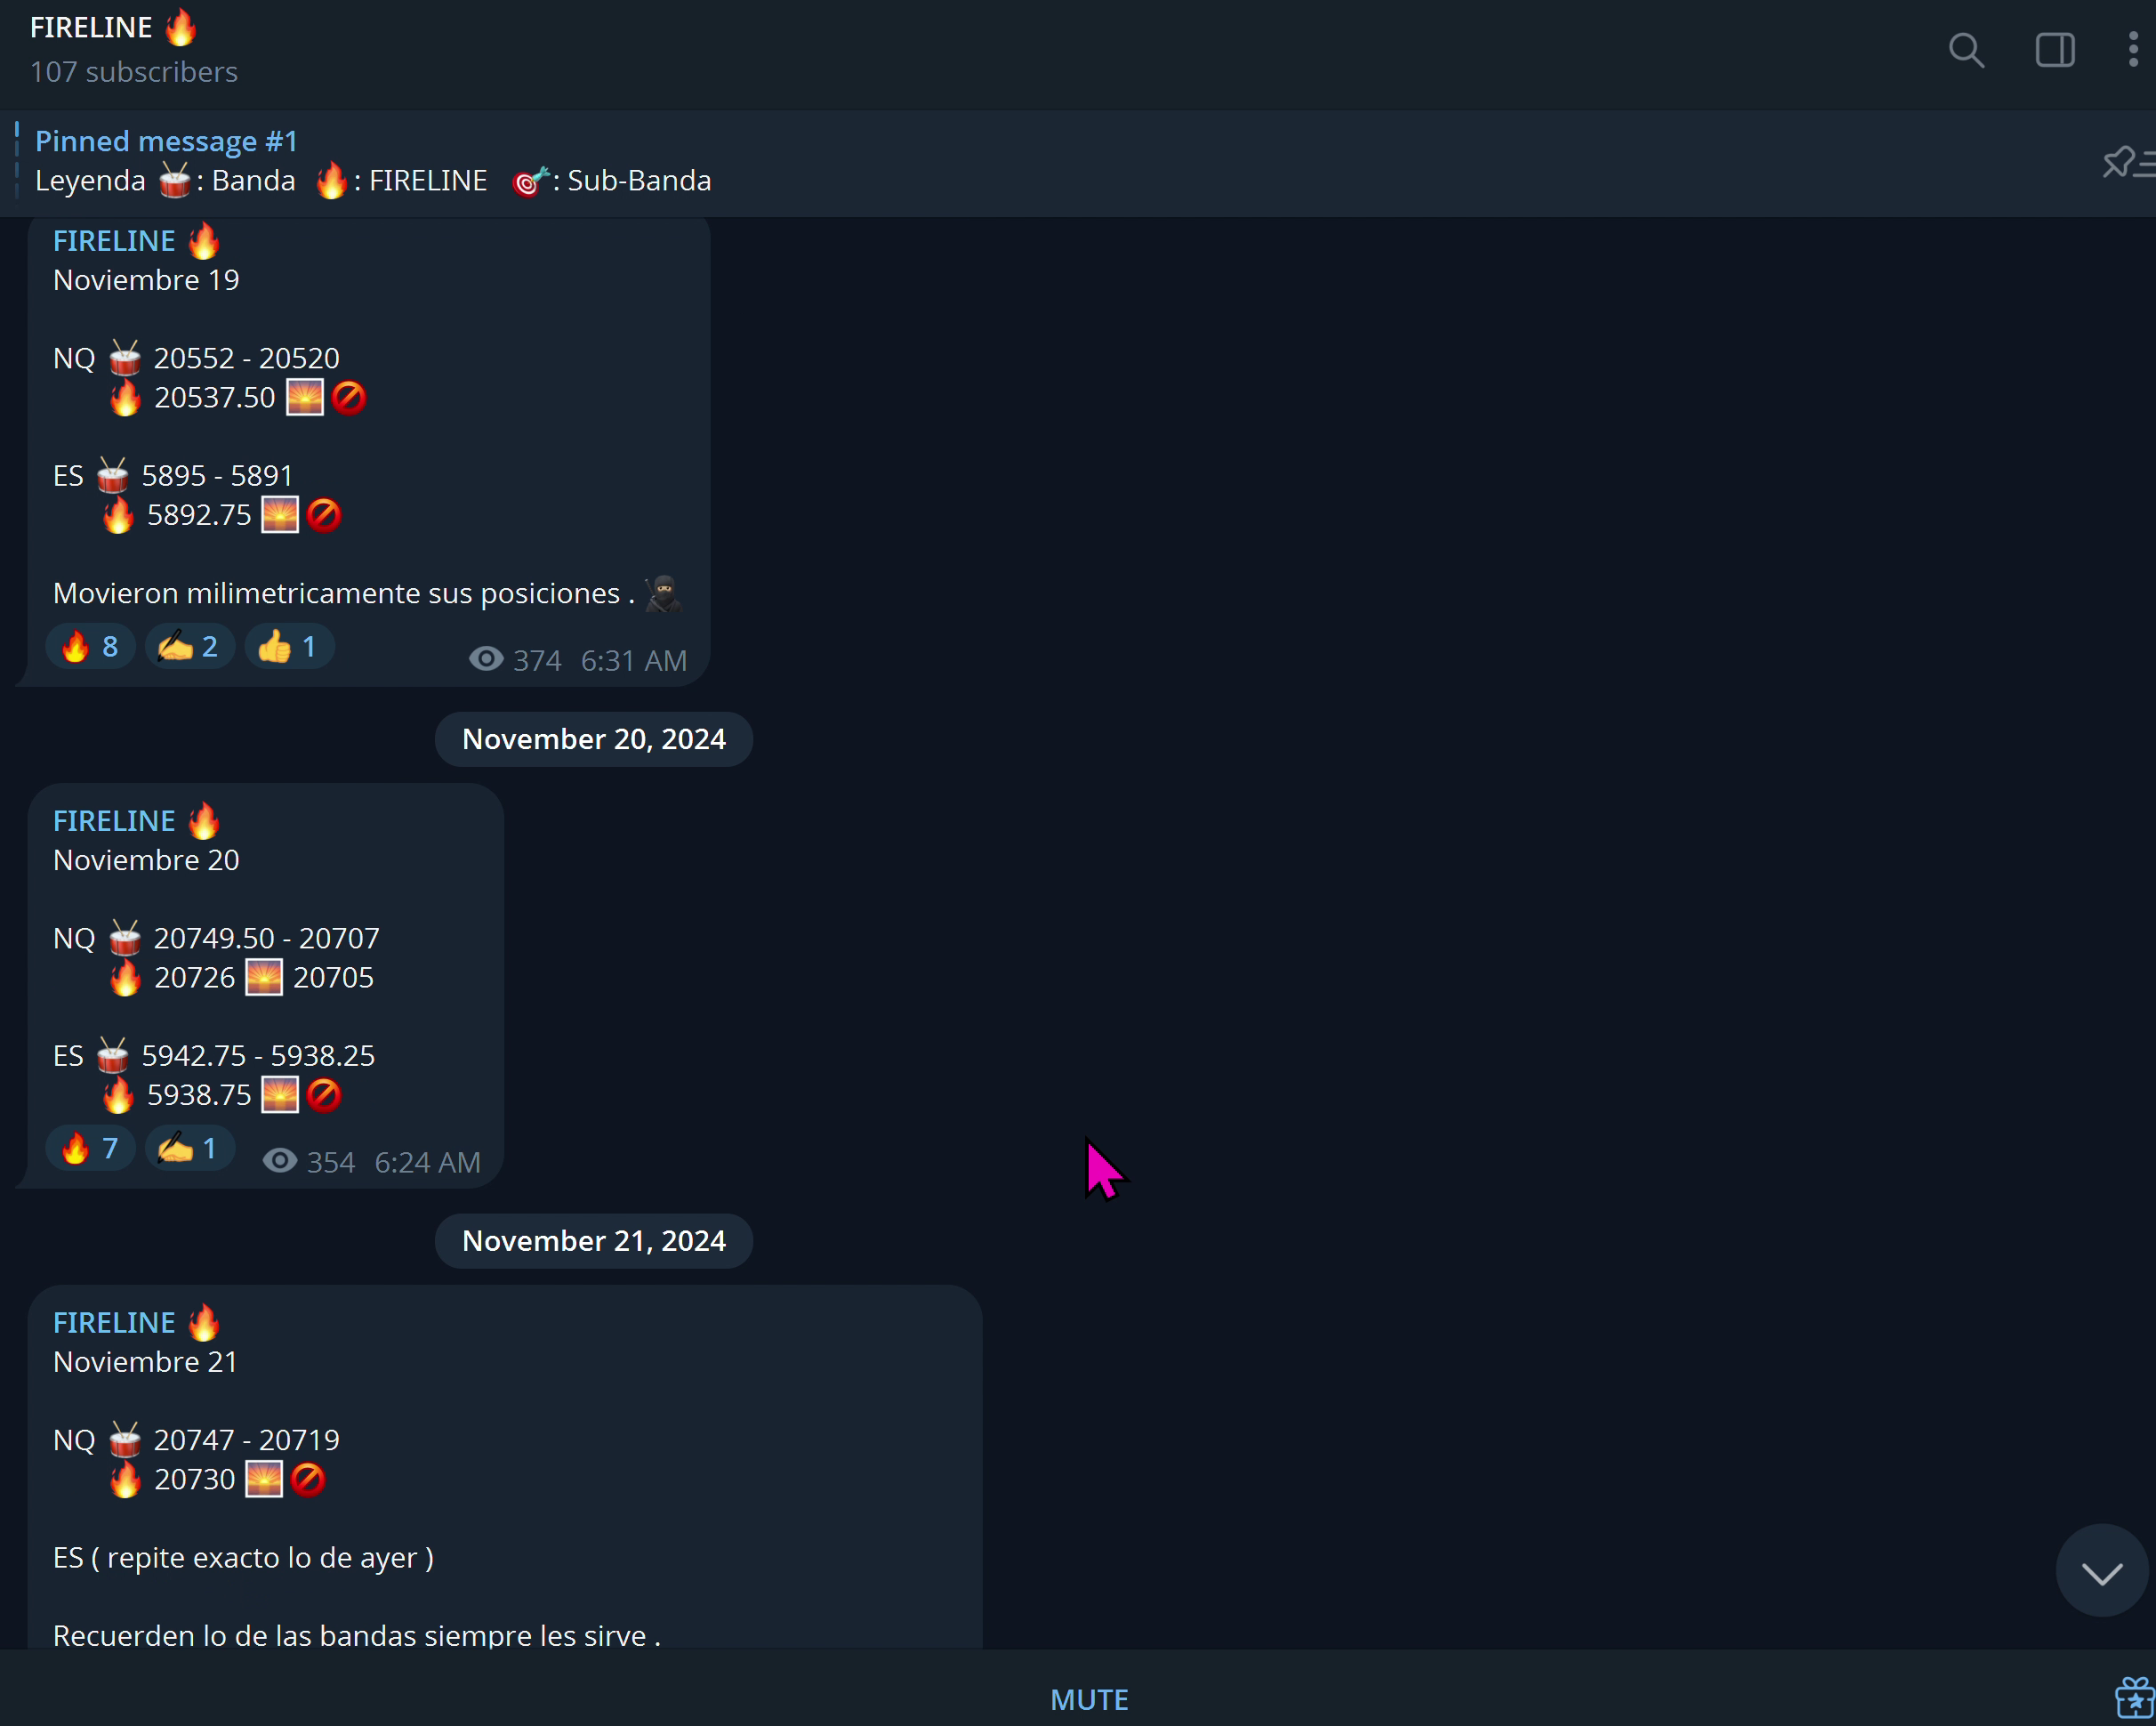 FIRELINE 🔥
107 subscribers
Pinned message #1
Leyenda 🥁: Banda 🔥: FIRELINE 🎯: Sub-Banda
FIRELINE 🔥
Noviembre 19
NQ 🥁 20552 - 20520
🔥 20537.50 🌅🚫
ES 🥁 5895 - 5891
🔥 5892.75 🌅🚫
Movieron milimetricamente sus posiciones . 🥷
🔥 8 ✍️ 2 👍 1 374 6:31 AM
November 20, 2024
FIRELINE 🔥
Noviembre 20
NQ 🥁 20749.50 - 20707
🔥 20726 🌅 20705
ES 🥁 5942.75 - 5938.25
🔥 5938.75 🌅🚫
🔥 7 ✍️ 1 354 6:24 AM
November 21, 2024
FIRELINE 🔥
Noviembre 21
NQ 🥁 20747 - 20719
🔥 20730 🌅🚫
ES ( repite exacto lo de ayer )
Recuerden lo de las bandas siempre les sirve .
MUTE